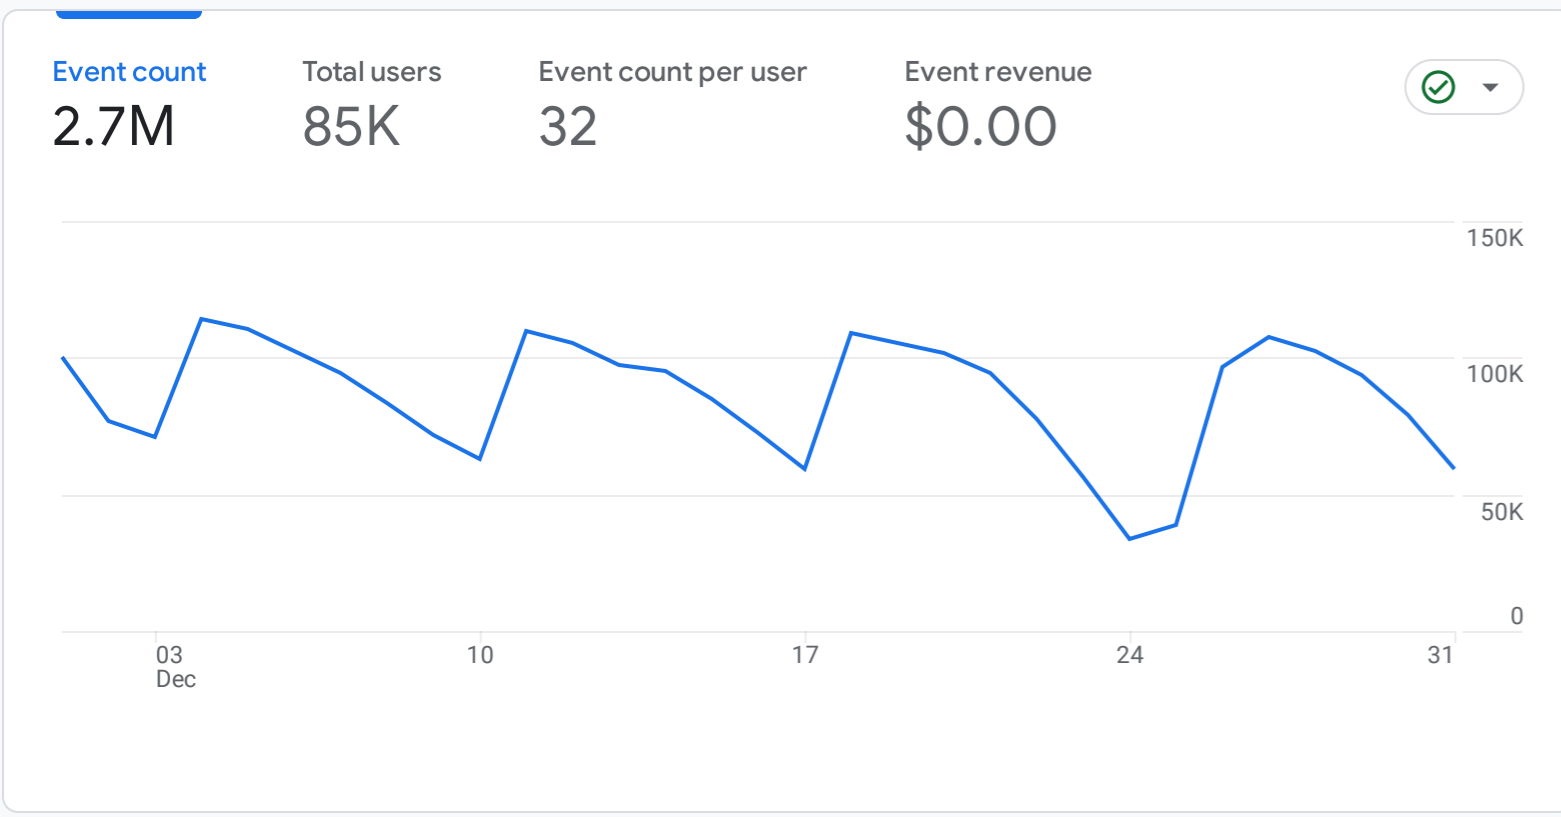 Event count Total users Event count per user Event revenue
2.7M 85K 32 $0.00
150K
100K
50K
0
03 10 17 24 31
Dec